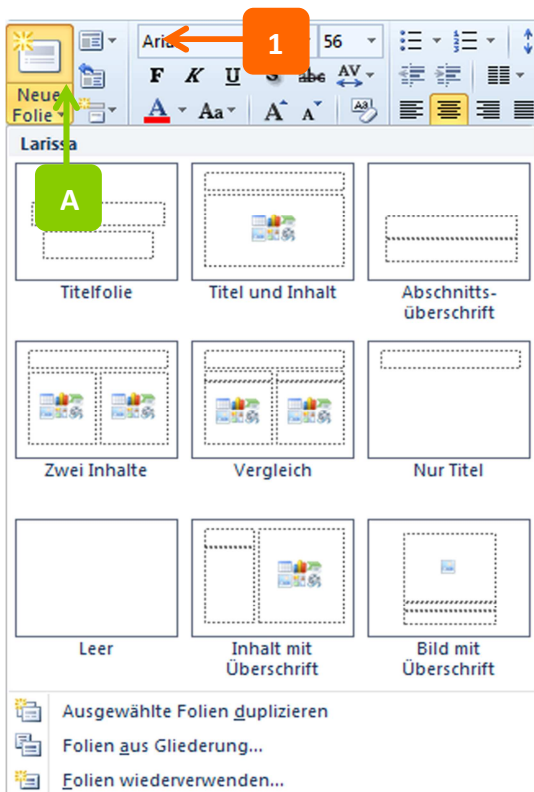 Aria 1 56
F K U S abc AV
Neue
Folie
A Aa A A
Larissa
A
Titelfolie Titel und Inhalt Abschnitts-
überschrift
Zwei Inhalte Vergleich Nur Titel
Leer Inhalt mit Bild mit
Überschrift Überschrift
Ausgewählte Folien duplizieren
Folien aus Gliederung...
Folien wiederverwenden...